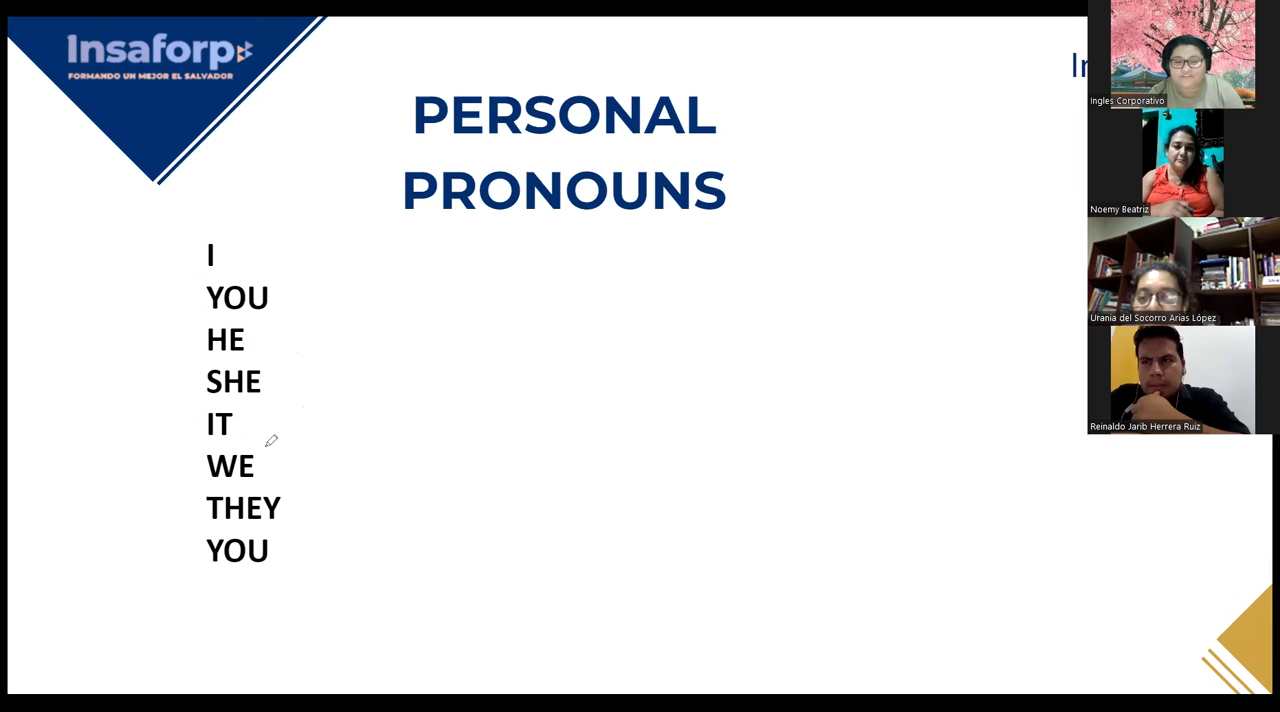 Insaforp
FORMANDO UN MEJOR EL SALVADOR
PERSONAL
PRONOUNS
I
YOU
HE
SHE
IT
WE
THEY
YOU
Ingles Corporativo
Noemy Beatriz
Urania del Socorro Arias López
Reinaldo Jarib Herrera Ruiz